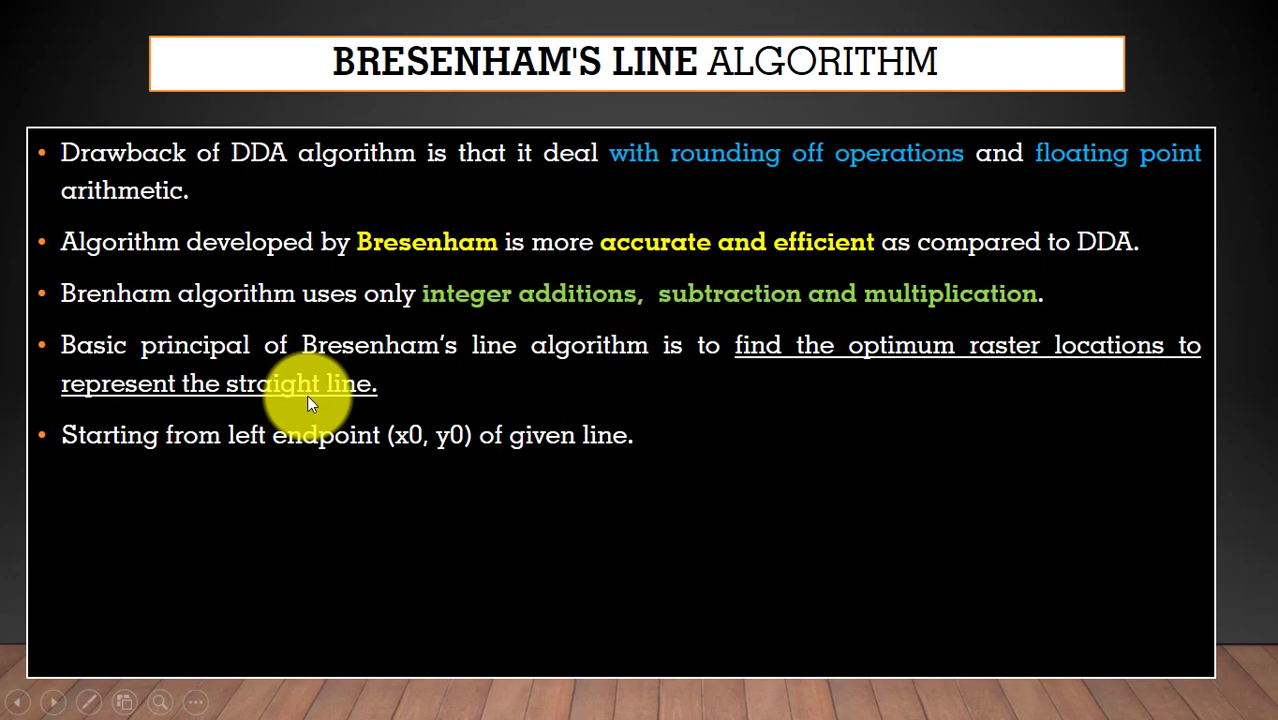 BRESENHAM'S LINE ALGORITHM
• Drawback of DDA algorithm is that it deal with rounding off operations and floating point
arithmetic.
• Algorithm developed by Bresenham is more accurate and efficient as compared to DDA.
• Brenham algorithm uses only integer additions, subtraction and multiplication.
• Basic principal of Bresenham's line algorithm is to find the optimum raster locations to
represent the straight line.
• Starting from left endpoint (x0, y0) of given line.